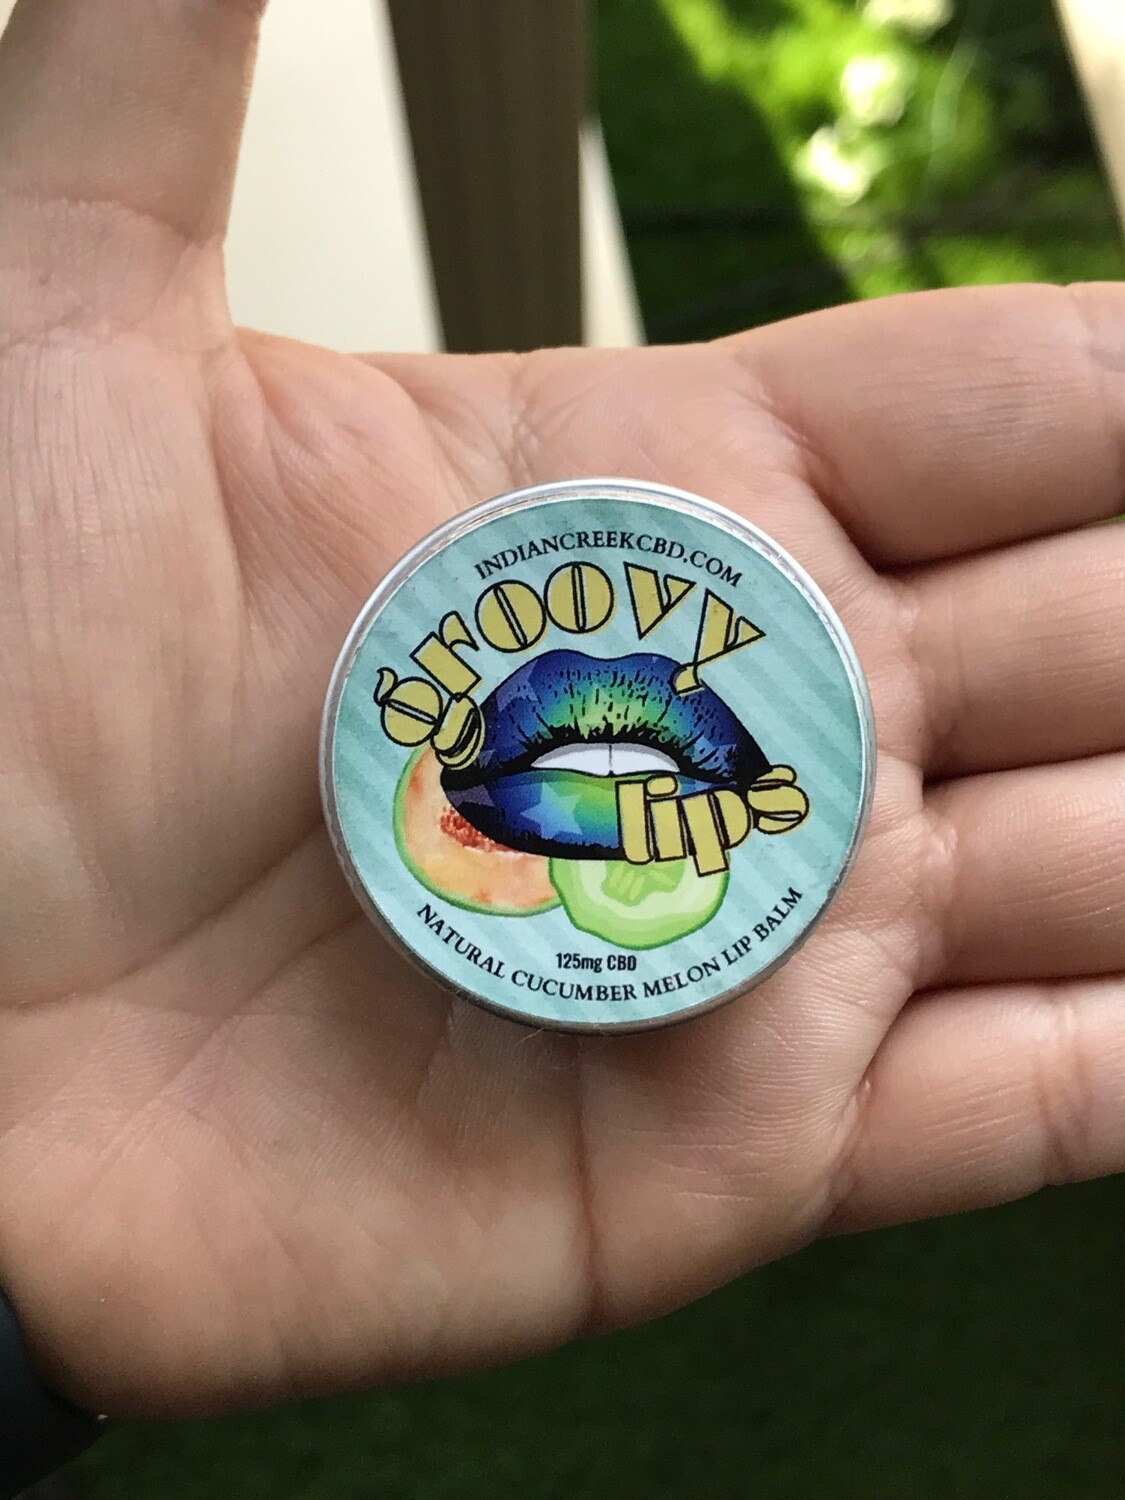 INDIANCREEKCBD.COM
groovy
lips
125mg CBD
NATURAL CUCUMBER MELON LIP BALM